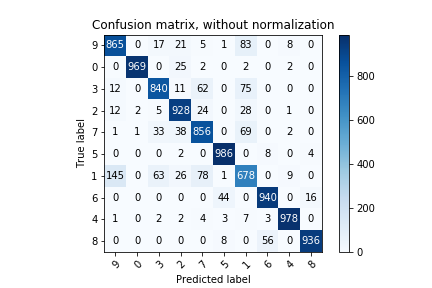 Confusion matrix, without normalization
9 865 0 17 21 5 1 83 0 8 0
0 0 969 0 25 2 0 2 0 2 0
3 12 0 840 11 62 0 75 0 0 0
2 12 2 5 928 24 0 28 0 1 0
7 1 1 33 38 856 0 69 0 2 0
5 0 0 0 2 0 986 0 8 0 4
1 145 0 63 26 78 1 678 0 9 0
6 0 0 0 0 0 44 0 940 0 16
4 1 0 2 2 4 3 7 3 978 0
8 0 0 0 0 0 8 0 56 0 936
9 0 3 2 7 5 1 6 4 8
True label
Predicted label
800
600
400
200
0